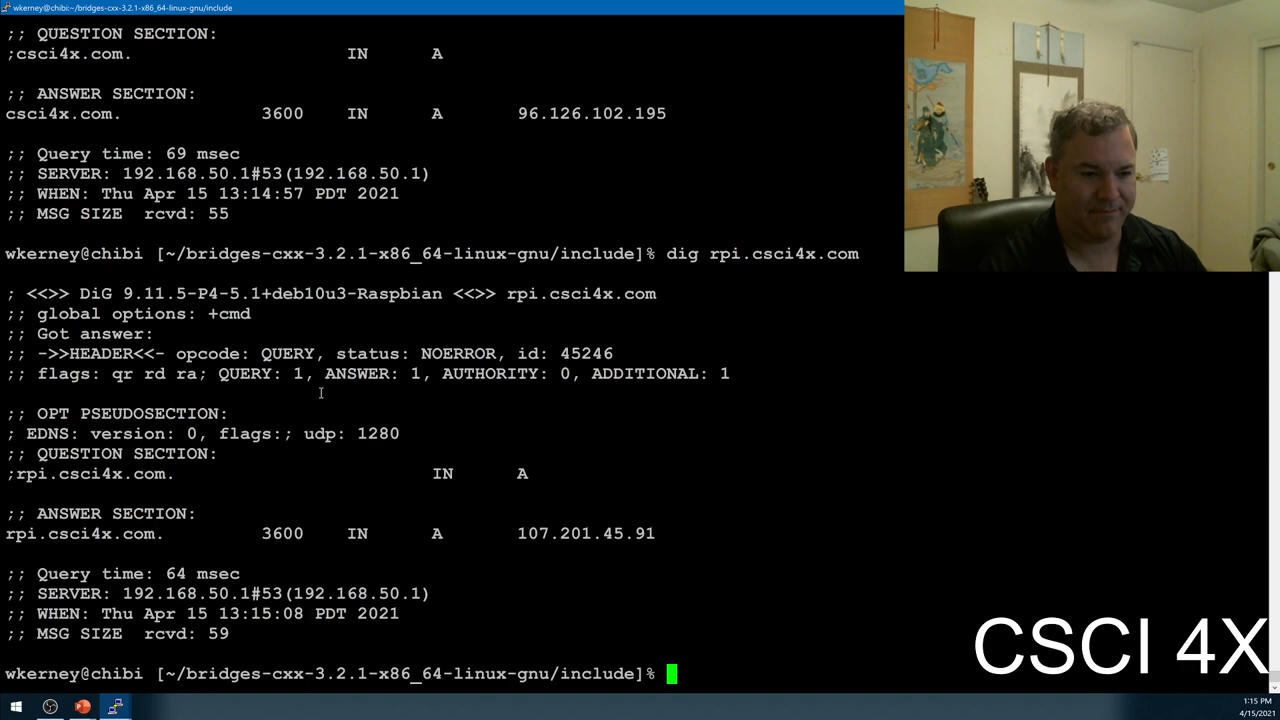 wkerney@chibi:~/bridges-cxx-3.2.1-x86_64-linux-gnu/include
;; QUESTION SECTION:
;csci4x.com. IN A
;; ANSWER SECTION:
csci4x.com. 3600 IN A 96.126.102.195
;; Query time: 69 msec
;; SERVER: 192.168.50.1#53(192.168.50.1)
;; WHEN: Thu Apr 15 13:14:57 PDT 2021
;; MSG SIZE rcvd: 55
wkerney@chibi [~/bridges-cxx-3.2.1-x86_64-linux-gnu/include]% dig rpi.csci4x.com
; <<>> DiG 9.11.5-P4-5.1+deb10u3-Raspbian <<>> rpi.csci4x.com
;; global options: +cmd
;; Got answer:
;; ->>HEADER<<- opcode: QUERY, status: NOERROR, id: 45246
;; flags: qr rd ra; QUERY: 1, ANSWER: 1, AUTHORITY: 0, ADDITIONAL: 1
;; OPT PSEUDOSECTION:
; EDNS: version: 0, flags:; udp: 1280
;; QUESTION SECTION:
;rpi.csci4x.com. IN A
;; ANSWER SECTION:
rpi.csci4x.com. 3600 IN A 107.201.45.91
;; Query time: 64 msec
;; SERVER: 192.168.50.1#53(192.168.50.1)
;; WHEN: Thu Apr 15 13:15:08 PDT 2021
;; MSG SIZE rcvd: 59
wkerney@chibi [~/bridges-cxx-3.2.1-x86_64-linux-gnu/include]%
CSCI 4X
1:15 PM
4/15/2021